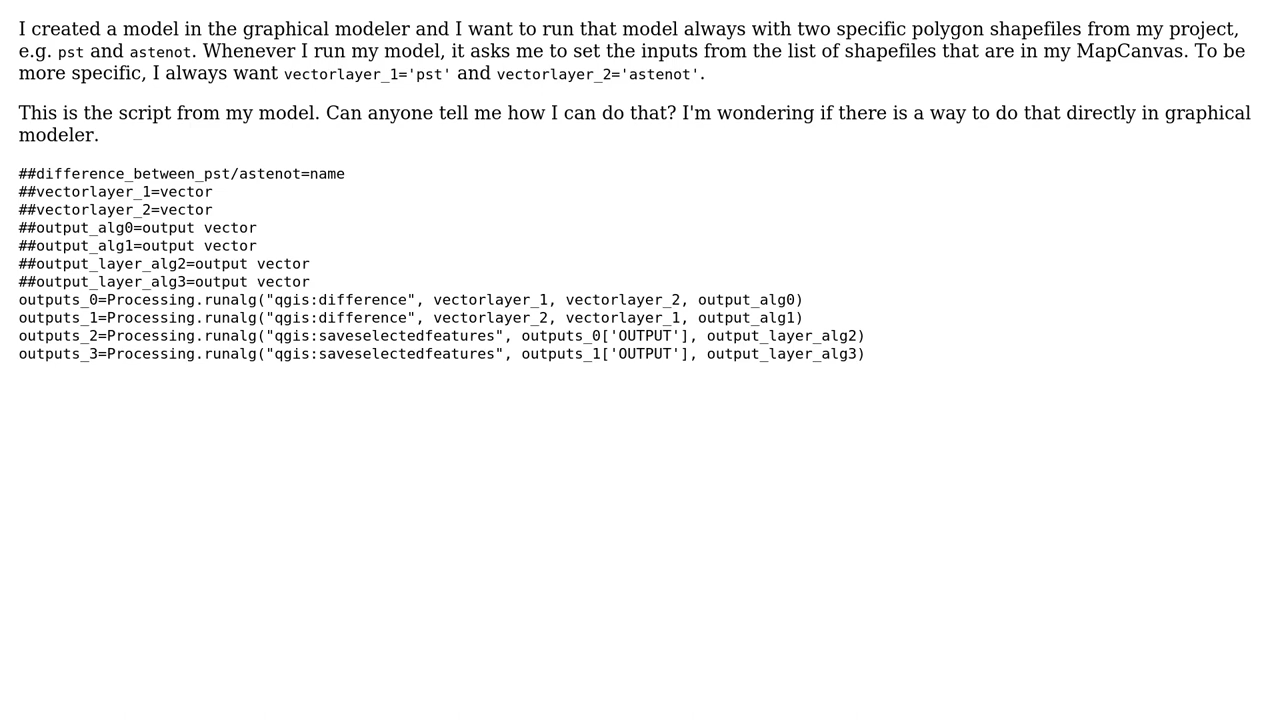 I created a model in the graphical modeler and I want to run that model always with two specific polygon shapefiles from my project,
e.g. pst and astenot. Whenever I run my model, it asks me to set the inputs from the list of shapefiles that are in my MapCanvas. To be
more specific, I always want vectorlayer_1='pst' and vectorlayer_2='astenot'.
This is the script from my model. Can anyone tell me how I can do that? I'm wondering if there is a way to do that directly in graphical
modeler.
##difference_between_pst/astenot=name
##vectorlayer_1=vector
##vectorlayer_2=vector
##output_alg0=output vector
##output_alg1=output vector
##output_layer_alg2=output vector
##output_layer_alg3=output vector
outputs_0=Processing.runalg("qgis:difference", vectorlayer_1, vectorlayer_2, output_alg0)
outputs_1=Processing.runalg("qgis:difference", vectorlayer_2, vectorlayer_1, output_alg1)
outputs_2=Processing.runalg("qgis:saveselectedfeatures", outputs_0['OUTPUT'], output_layer_alg2)
outputs_3=Processing.runalg("qgis:saveselectedfeatures", outputs_1['OUTPUT'], output_layer_alg3)